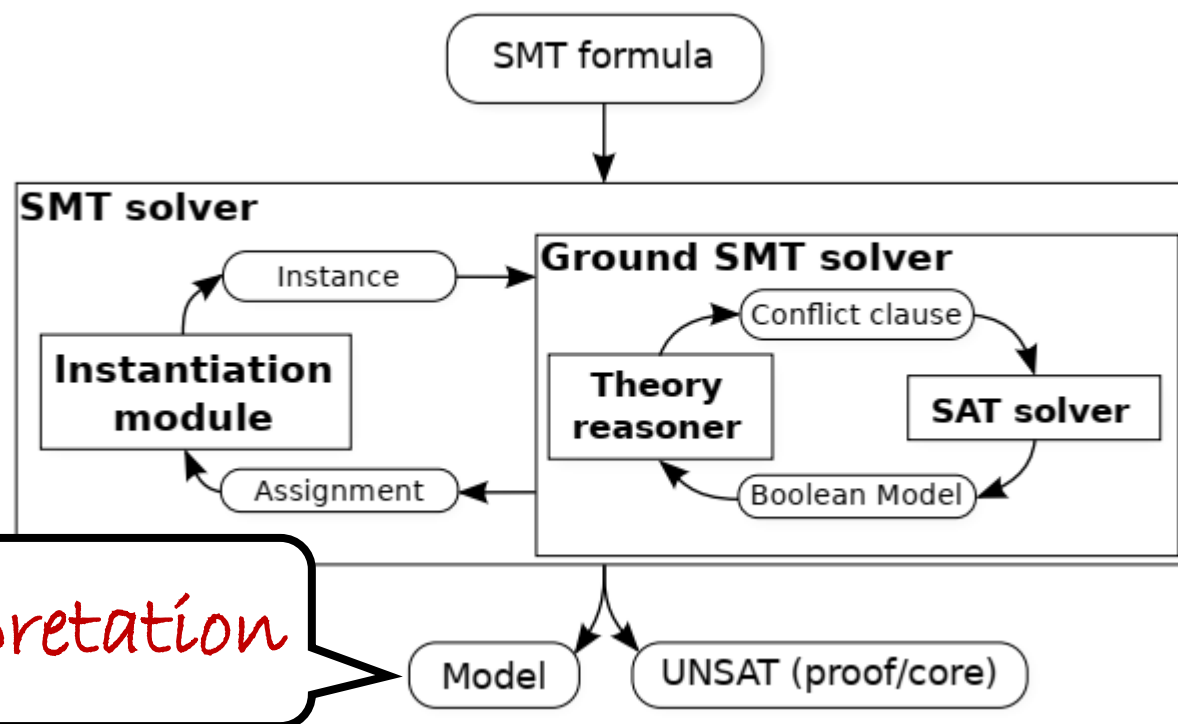 SMT formula
SMT solver
Instance
Ground SMT solver
Conflict clause
Instantiation
module
Theory
reasoner
SAT solver
Assignment
Boolean Model
Model
UNSAT (proof/core)